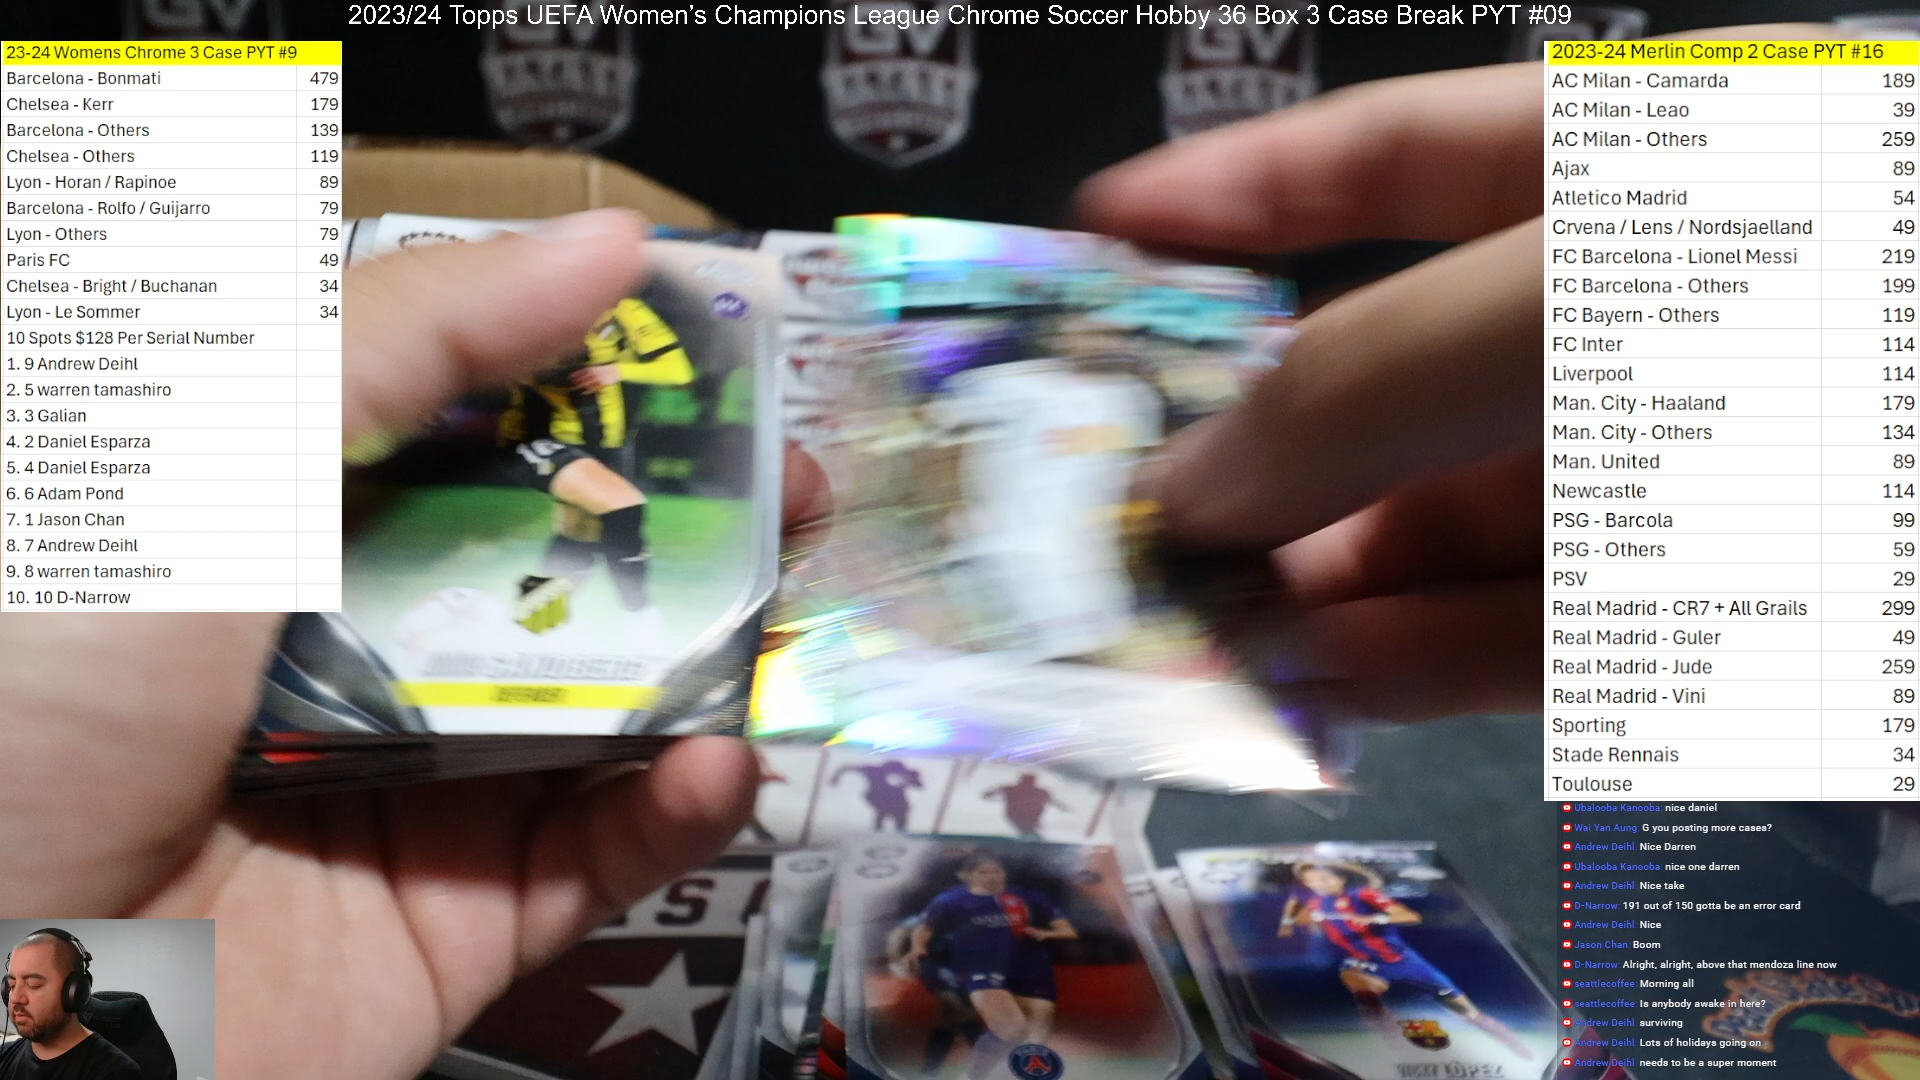 2023/24 Topps UEFA Women’s Champions League Chrome Soccer Hobby 36 Box 3 Case Break PYT #09
23-24 Womens Chrome 3 Case PYT #9
Barcelona - Bonmati 479
Chelsea - Kerr 179
Barcelona - Others 139
Chelsea - Others 119
Lyon - Horan / Rapinoe 89
Barcelona - Rolfo / Guijarro 79
Lyon - Others 79
Paris FC 49
Chelsea - Bright / Buchanan 34
Lyon - Le Sommer 34
10 Spots $128 Per Serial Number
1. 9 Andrew Deihl
2. 5 warren tamashiro
3. 3 Galian
4. 2 Daniel Esparza
5. 4 Daniel Esparza
6. 6 Adam Pond
7. 1 Jason Chan
8. 7 Andrew Deihl
9. 8 warren tamashiro
10. 10 D-Narrow
2023-24 Merlin Comp 2 Case PYT #16
AC Milan - Camarda 189
AC Milan - Leao 39
AC Milan - Others 259
Ajax 89
Atletico Madrid 54
Crvena / Lens / Nordsjaelland 49
FC Barcelona - Lionel Messi 219
FC Barcelona - Others 199
FC Bayern - Others 119
FC Inter 114
Liverpool 114
Man. City - Haaland 179
Man. City - Others 134
Man. United 89
Newcastle 114
PSG - Barcola 99
PSG - Others 59
PSV 29
Real Madrid - CR7 + All Grails 299
Real Madrid - Guler 49
Real Madrid - Jude 259
Real Madrid - Vini 89
Sporting 179
Stade Rennais 34
Toulouse 29
Ubalooba Kanooba: nice daniel
Wai Yan Aung: G you posting more cases?
Andrew Deihl: Nice Darren
Ubalooba Kanooba: nice one darren
Andrew Deihl: Nice take
D-Narrow: 191 out of 150 gotta be an error card
Andrew Deihl: Nice
Jason Chan: Boom
D-Narrow: Alright, alright, above that mendoza line now
seattlecoffee: Morning all
seattlecoffee: Is anybody awake in here?
Andrew Deihl: surviving
Andrew Deihl: Lots of holidays going on
Andrew Deihl: needs to be a super moment
VICKY LÓPEZ